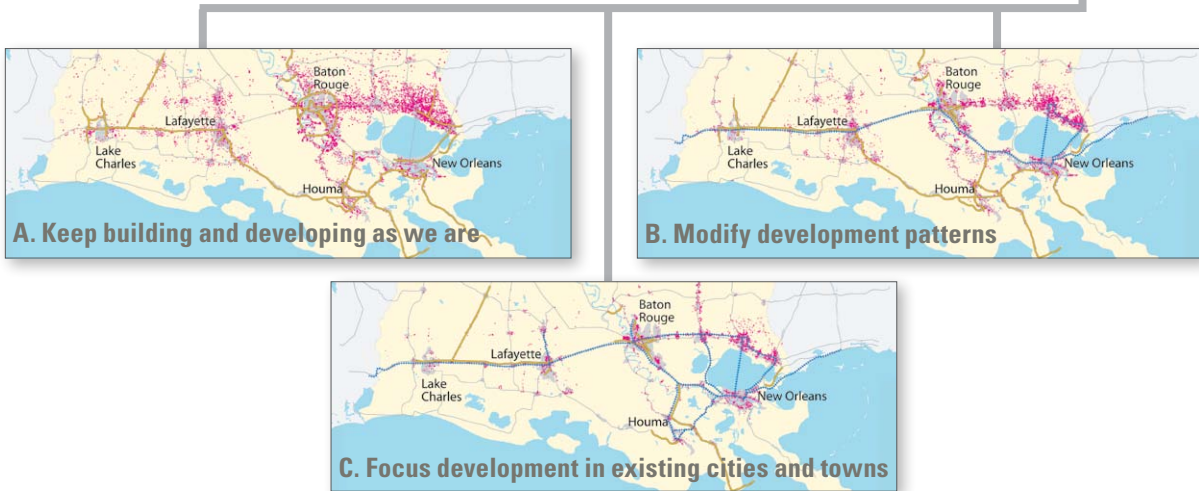 Baton
Rouge
Lafayette
Lake
Charles
New Orleans
Houma
A. Keep building and developing as we are
Baton
Rouge
Lafayette
Lake
Charles
New Orleans
Houma
B. Modify development patterns
Baton
Rouge
Lafayette
Lake
Charles
New Orleans
Houma
C. Focus development in existing cities and towns